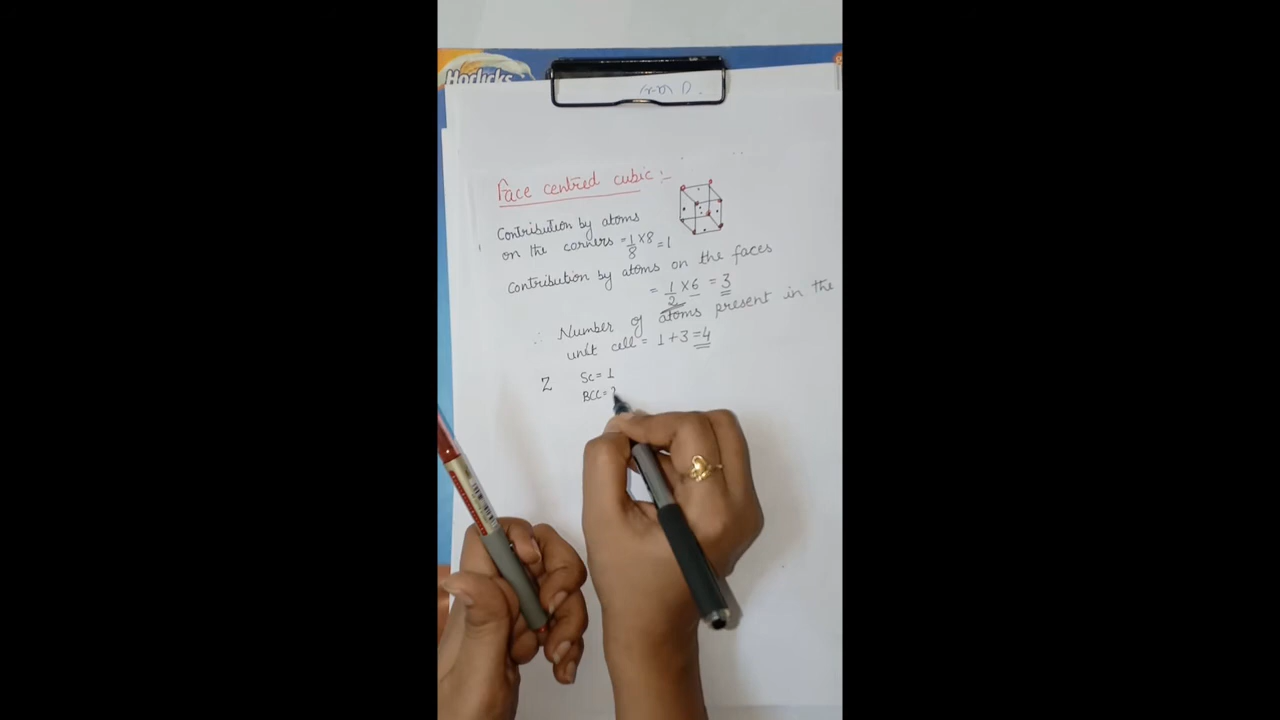 Horlicks
Face centred cubic :-
Contribution by atoms
on the corners = 1/8 × 8 = 1
Contribution by atoms on the faces
= 1/2 × 6 = 3
∴ Number of atoms present in the
unit cell = 1 + 3 = 4
Z SC = 1
BCC =